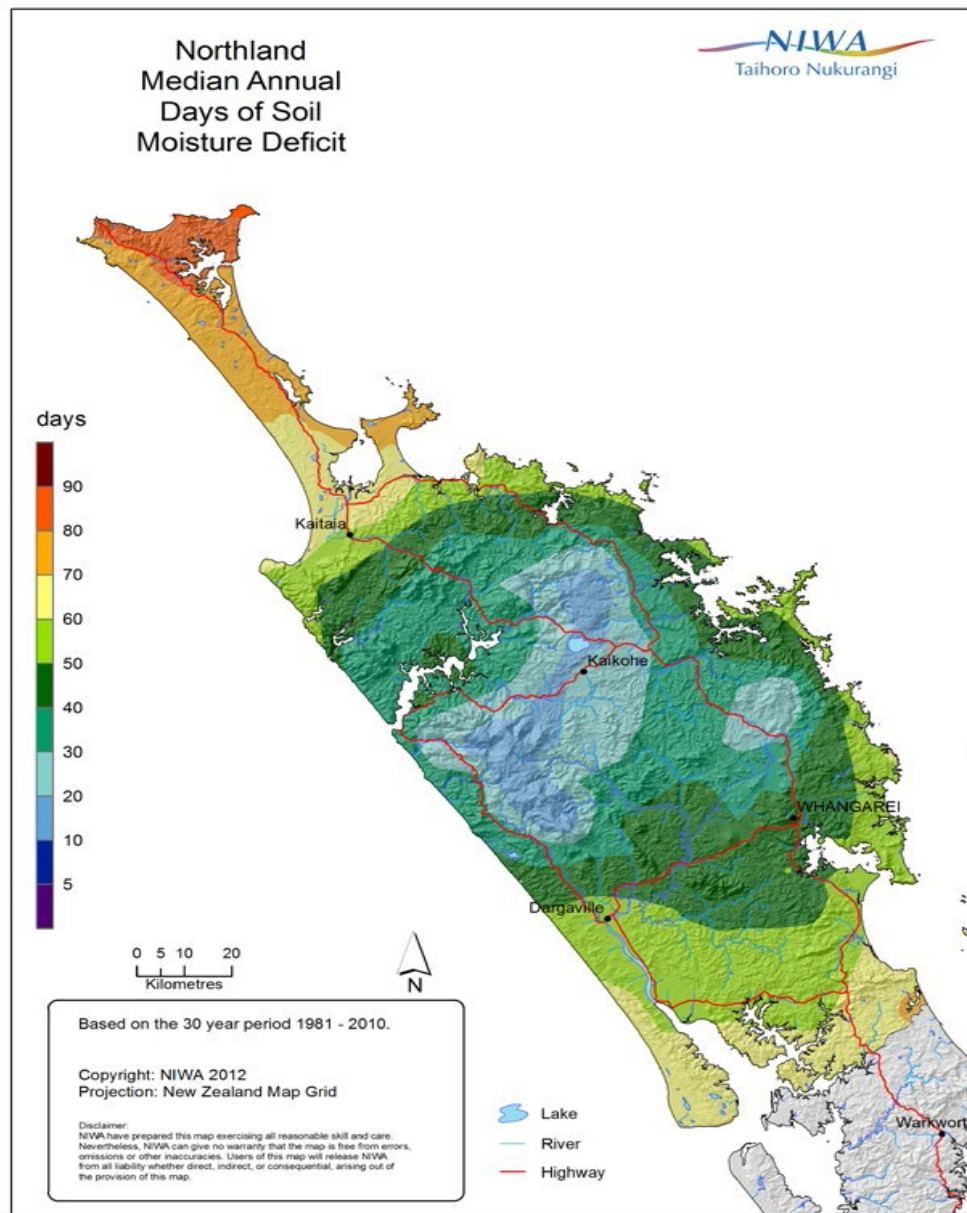 Northland
Median Annual
Days of Soil
Moisture Deficit
NIWA
Taihoro Nukurangi
days
90
80
70
60
50
40
30
20
10
5
Kaitaia
Kaikohe
WHANGAREI
Dargaville
Warkwort
0 5 10 20
Kilometres
N
Based on the 30 year period 1981 - 2010.
Copyright: NIWA 2012
Projection: New Zealand Map Grid
Disclaimer:
NIWA have prepared this map exercising all reasonable skill and care.
Nevertheless, NIWA can give no warranty that the map is free from errors,
omissions or other inaccuracies. Users of this map will release NIWA
from all liability whether direct, indirect, or consequential, arising out of
the provision of this map.
Lake
River
Highway